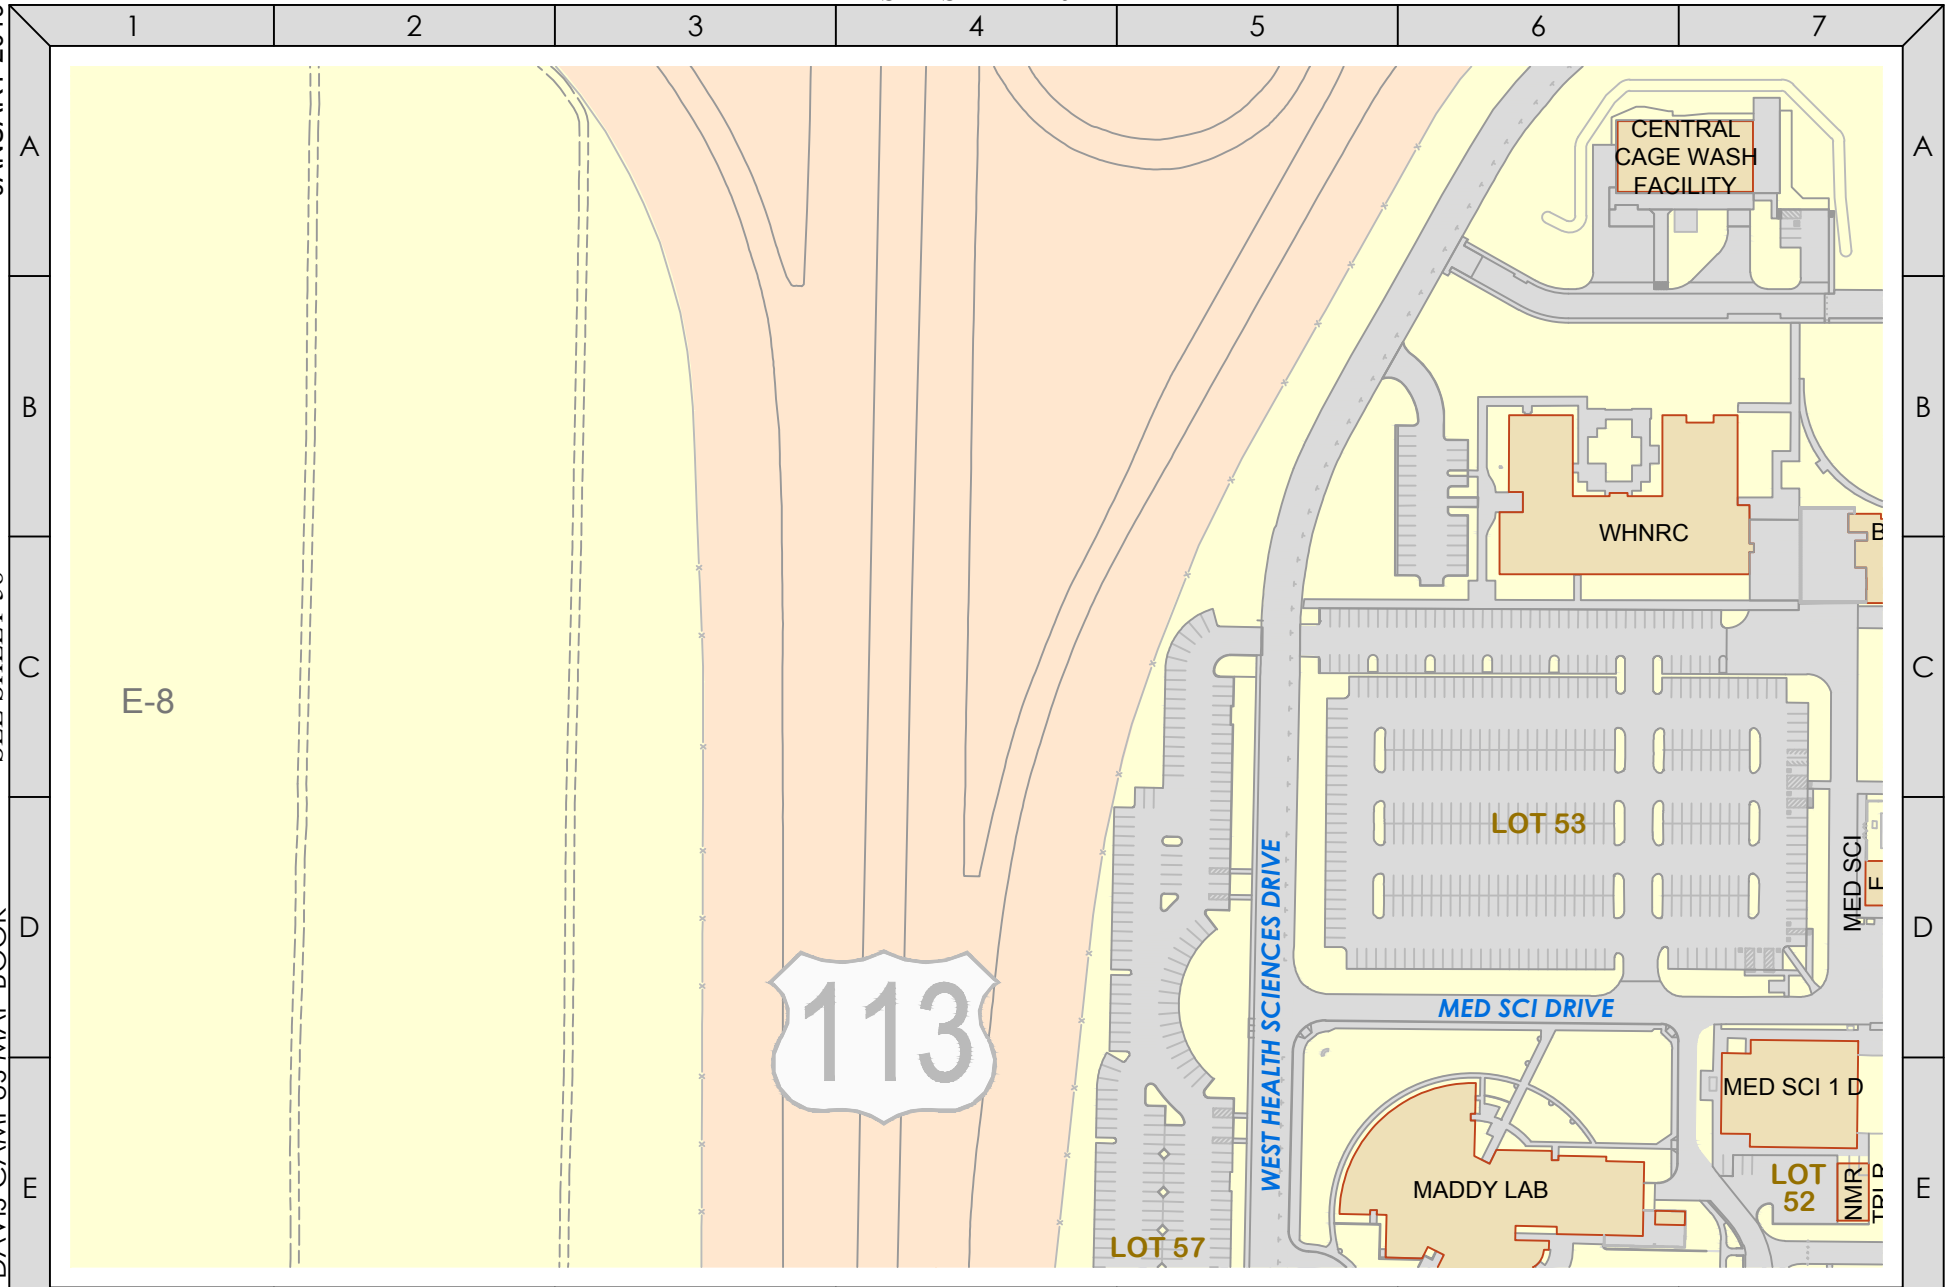 1 2 3 4 5 6 7
A
A
CENTRAL
CAGE WASH
FACILITY
B
B
WHNRC
B
C
C
E-8
LOT 53
MED SCI
D
D
WEST HEALTH SCIENCES DRIVE
MED SCI DRIVE
113
MED SCI 1 D
E
E
MADDY LAB
LOT
52
NMR
LOT 57